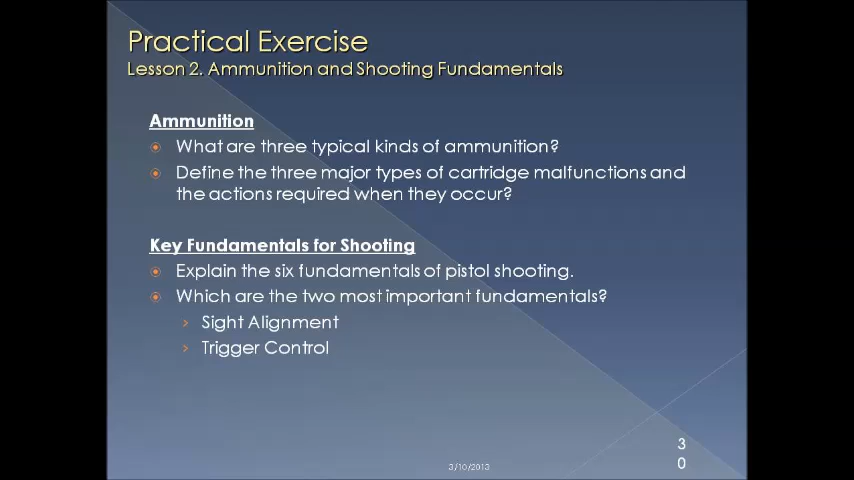 Practical Exercise
Lesson 2. Ammunition and Shooting Fundamentals
Ammunition
What are three typical kinds of ammunition?
Define the three major types of cartridge malfunctions and
the actions required when they occur?
Key Fundamentals for Shooting
Explain the six fundamentals of pistol shooting.
Which are the two most important fundamentals?
Sight Alignment
Trigger Control
3/10/2013
3
0